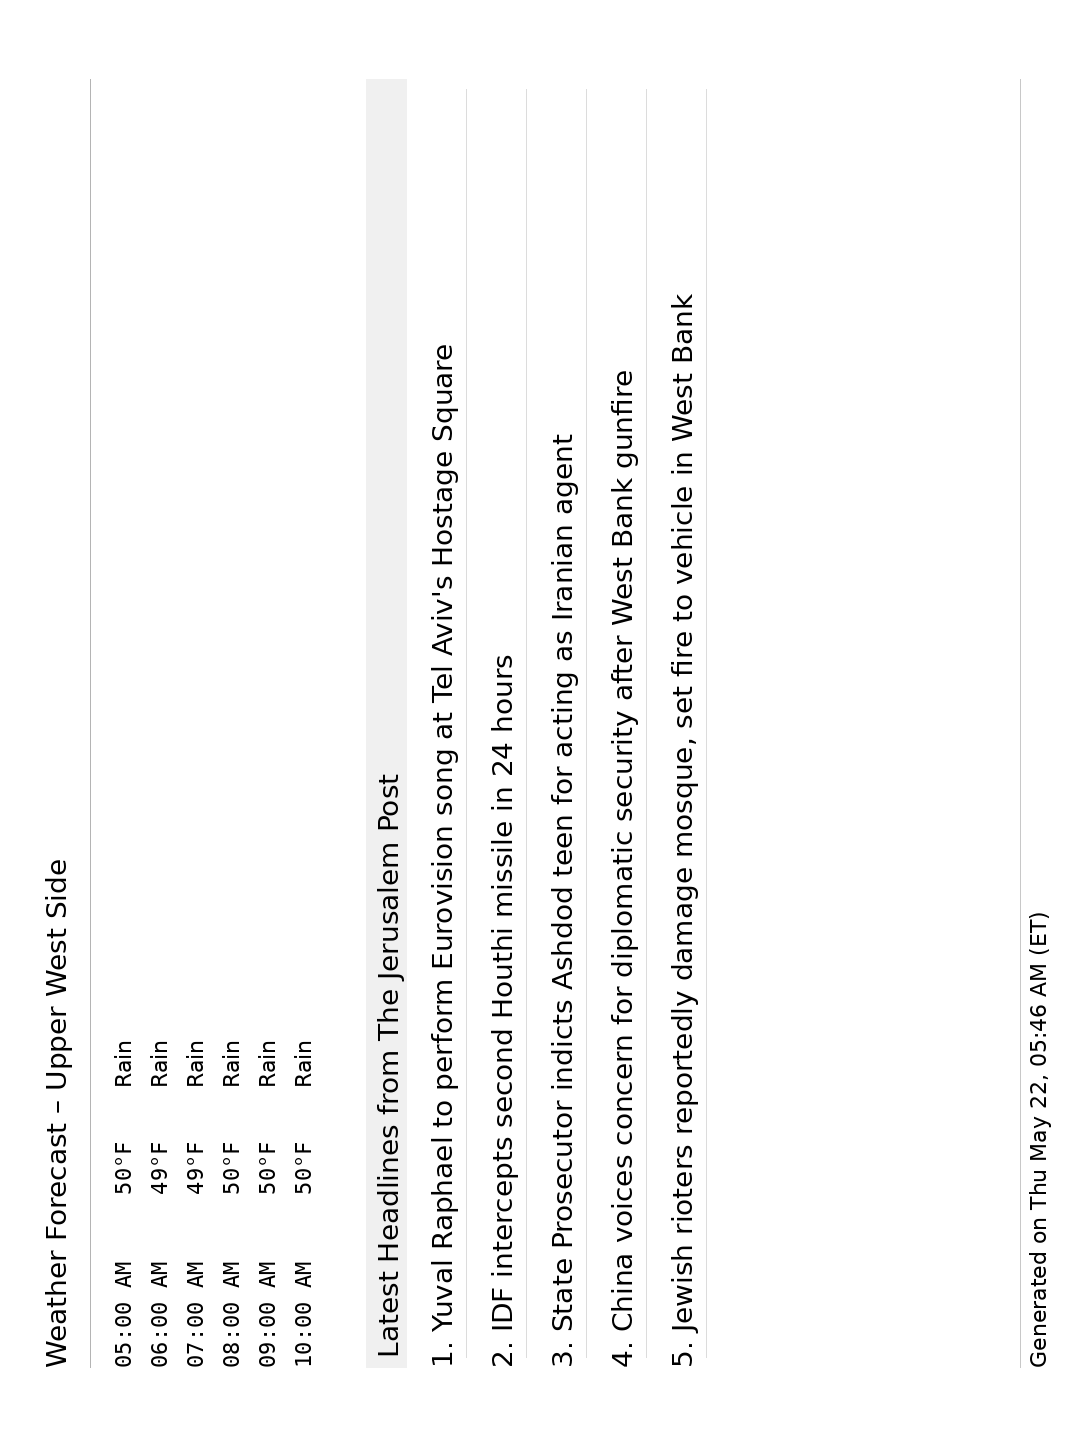 Weather Forecast – Upper West Side
05:00 AM 50°F Rain
06:00 AM 49°F Rain
07:00 AM 49°F Rain
08:00 AM 50°F Rain
09:00 AM 50°F Rain
10:00 AM 50°F Rain
Latest Headlines from The Jerusalem Post
1. Yuval Raphael to perform Eurovision song at Tel Aviv's Hostage Square
2. IDF intercepts second Houthi missile in 24 hours
3. State Prosecutor indicts Ashdod teen for acting as Iranian agent
4. China voices concern for diplomatic security after West Bank gunfire
5. Jewish rioters reportedly damage mosque, set fire to vehicle in West Bank
Generated on Thu May 22, 05:46 AM (ET)